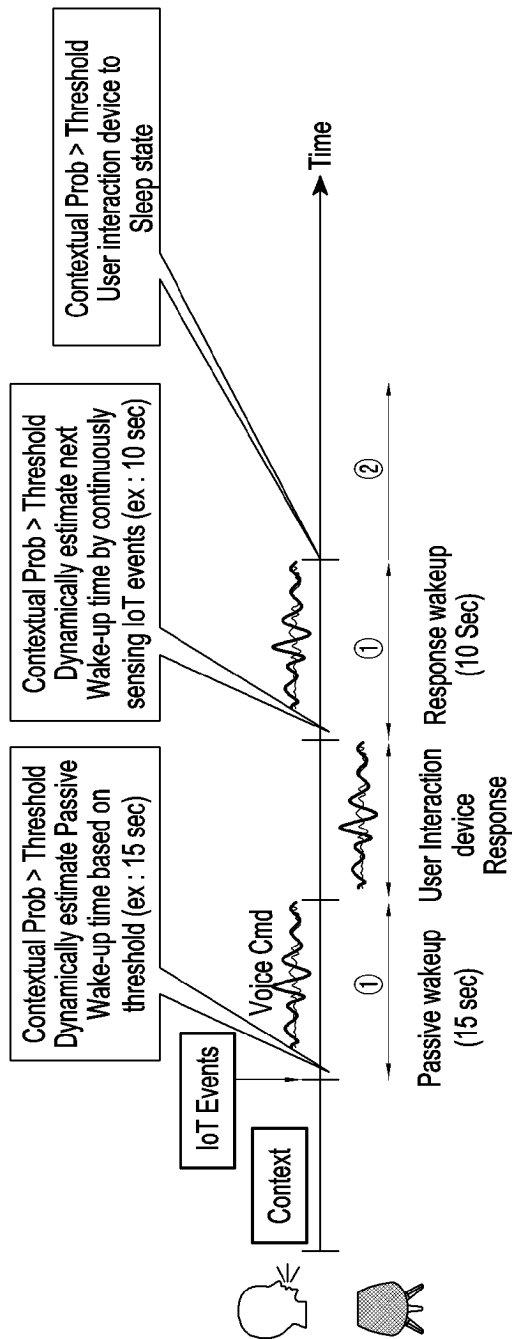 Contextual Prob > Threshold
Dynamically estimate Passive
Wake-up time based on
threshold (ex : 15 sec)
Contextual Prob > Threshold
Dynamically estimate next
Wake-up time by continuously
sensing IoT events (ex : 10 sec)
Contextual Prob > Threshold
User interaction device to
Sleep state
IoT Events
Context
Voice Cmd
Time
①
①
②
Passive wakeup
(15 sec)
User Interaction
device
Response
Response wakeup
(10 Sec)